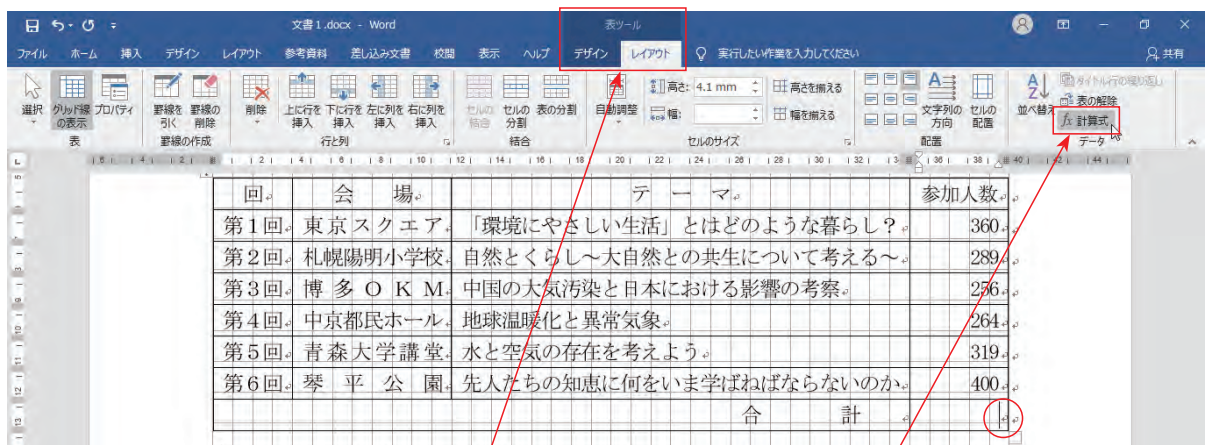 文書1.docx - Word
表ツール
ファイル ホーム 挿入 デザイン レイアウト 参考資料 差し込み文書 校閲 表示 ヘルプ デザイン レイアウト 実行したい作業を入力してください 共有
選択 グリッド線の表示 プロパティ 罫線を引く 罫線の削除 削除 上に行を挿入 下に行を挿入 左に列を挿入 右に列を挿入 セルの結合 セルの分割 表の分割 自動調整 高さ: 4.1 mm 高さを揃える 文字列の方向 セルの配置 並べ替え タイトル行の繰り返し
幅: 幅を揃える 表の解除
fx 計算式
表 罫線の作成 行と列 結合 セルのサイズ 配置 データ
回 会場 テーマ 参加人数
第1回 東京スクエア 「環境にやさしい生活」とはどのような暮らし? 360
第2回 札幌陽明小学校 自然とくらし~大自然との共生について考える~ 289
第3回 博多OKM 中国の大気汚染と日本における影響の考察 256
第4回 中京都民ホール 地球温暖化と異常気象 264
第5回 青森大学講堂 水と空気の存在を考えよう 319
第6回 琴平公園 先人たちの知恵に何をいま学ばねばならないのか 400
合計